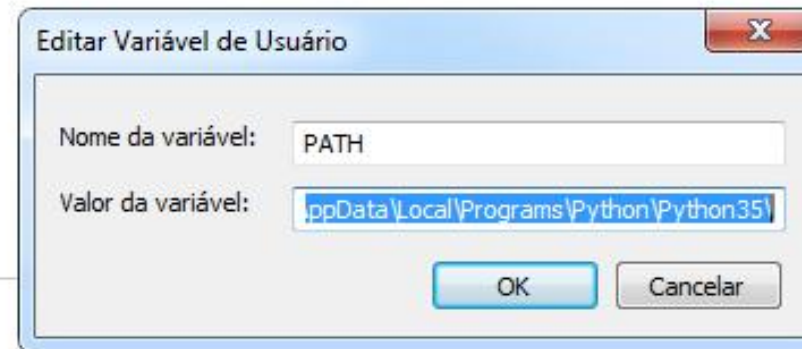 Editar Variável de Usuário
Nome da variável: PATH
Valor da variável: ppData\Local\Programs\Python\Python35\
OK Cancelar